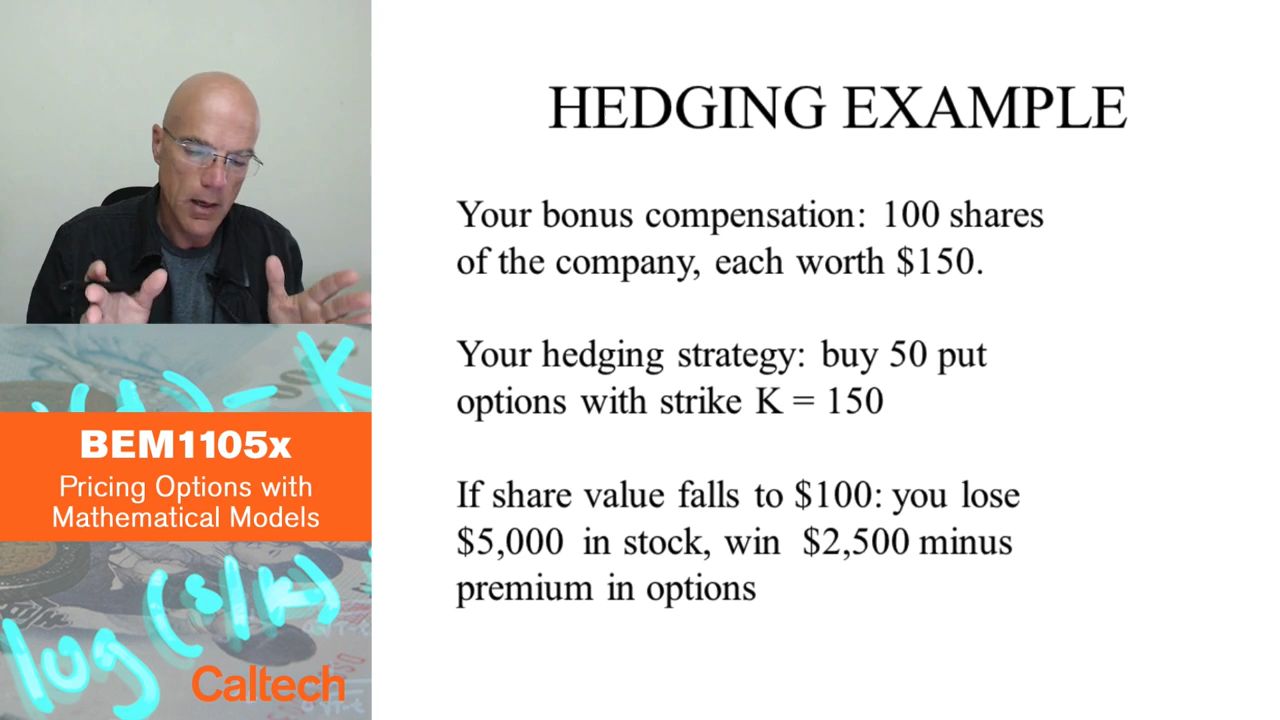 HEDGING EXAMPLE
Your bonus compensation: 100 shares
of the company, each worth $150.
Your hedging strategy: buy 50 put
options with strike K = 150
If share value falls to $100: you lose
$5,000 in stock, win $2,500 minus
premium in options
- K
BEM1105x
Pricing Options with
Mathematical Models
log (s/k)
Caltech